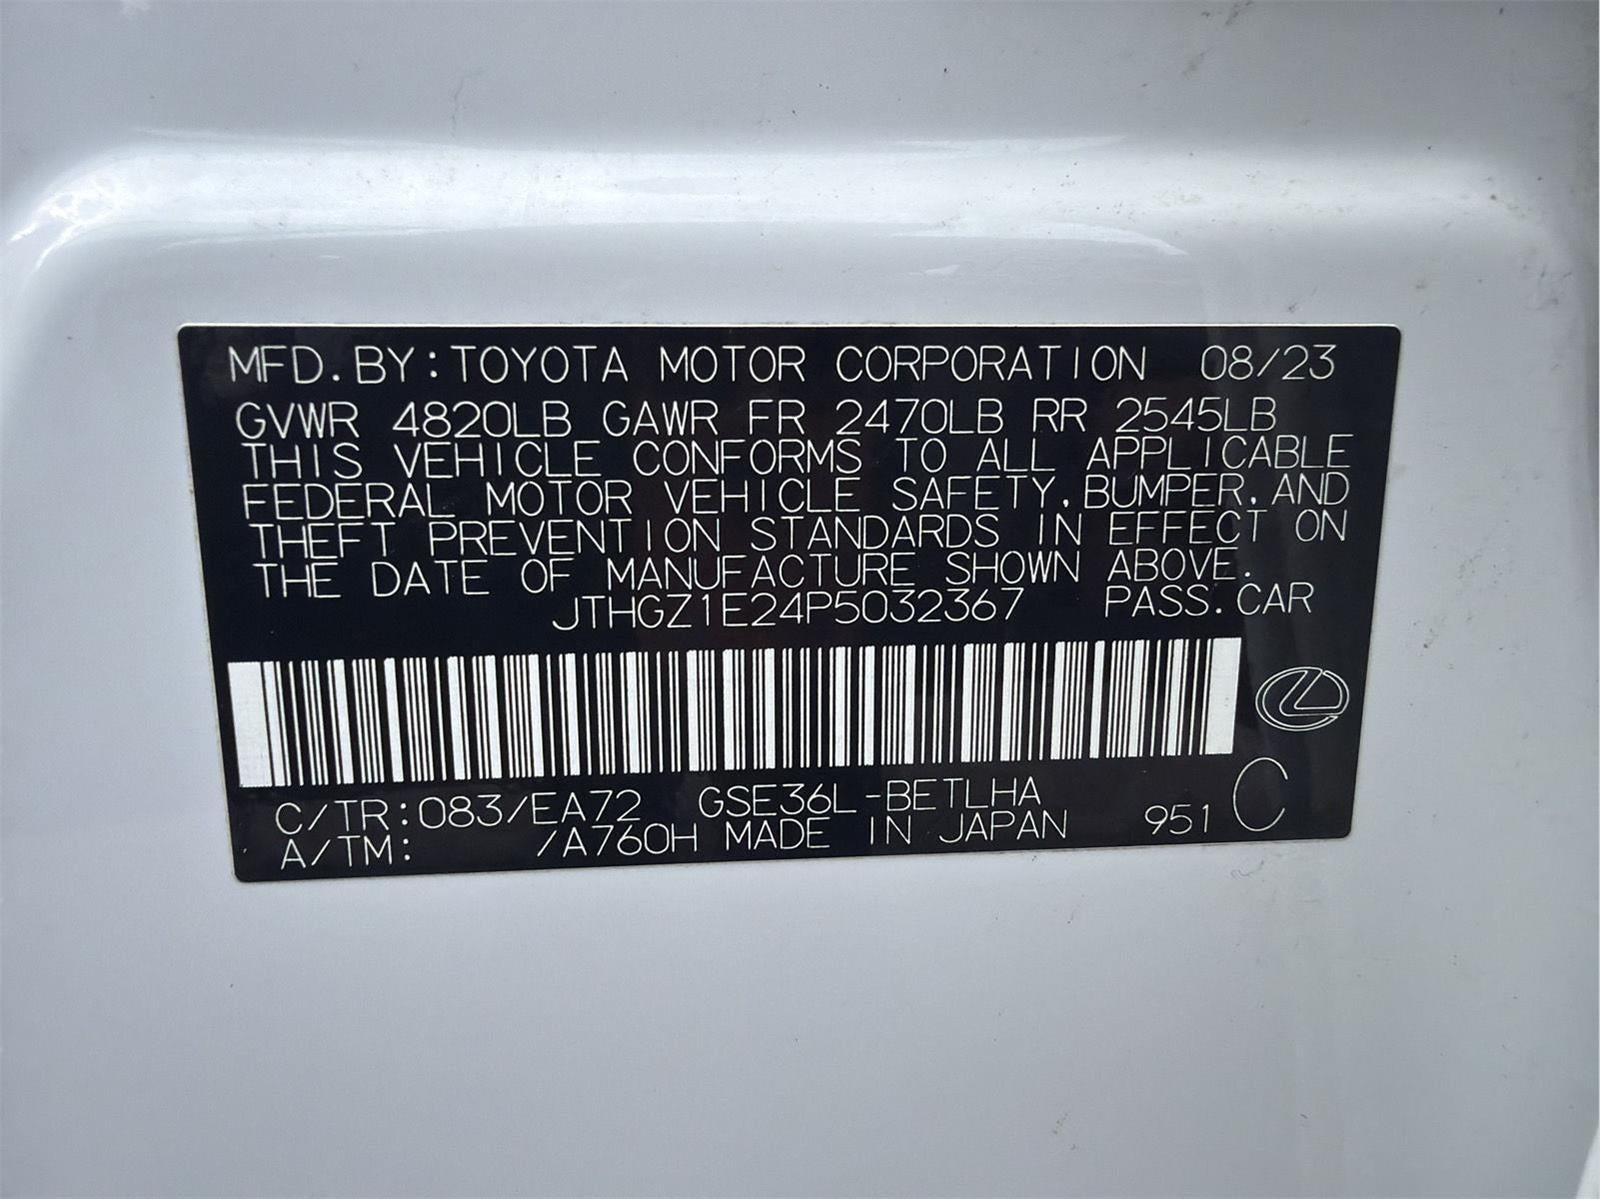 MFD. BY: TOYOTA MOTOR CORPORATION 08/23
GVWR 4820LB GAWR FR 2470LB RR 2545LB
THIS VEHICLE CONFORMS TO ALL APPLICABLE
FEDERAL MOTOR VEHICLE SAFETY, BUMPER, AND
THEFT PREVENTION STANDARDS IN EFFECT ON
THE DATE OF MANUFACTURE SHOWN ABOVE.
JTHGZ1E24P5032367 PASS. CAR
C/TR: 083/EA72 GSE36L-BETLHA
A/TM: /A760H MADE IN JAPAN 951 C